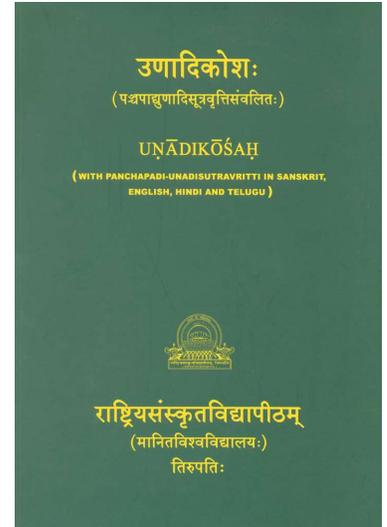 उणादिकोशः
(पञ्चपाद्युणादिसूत्रवृत्तिसंवलितः)
UṆĀDIKŌŚAḤ
(WITH PANCHAPADI-UNADISUTRAVRITTI IN SANSKRIT,
ENGLISH, HINDI AND TELUGU)
राष्ट्रियसंस्कृतविद्यापीठम्
(मानितविश्वविद्यालयः)
तिरुपतिः